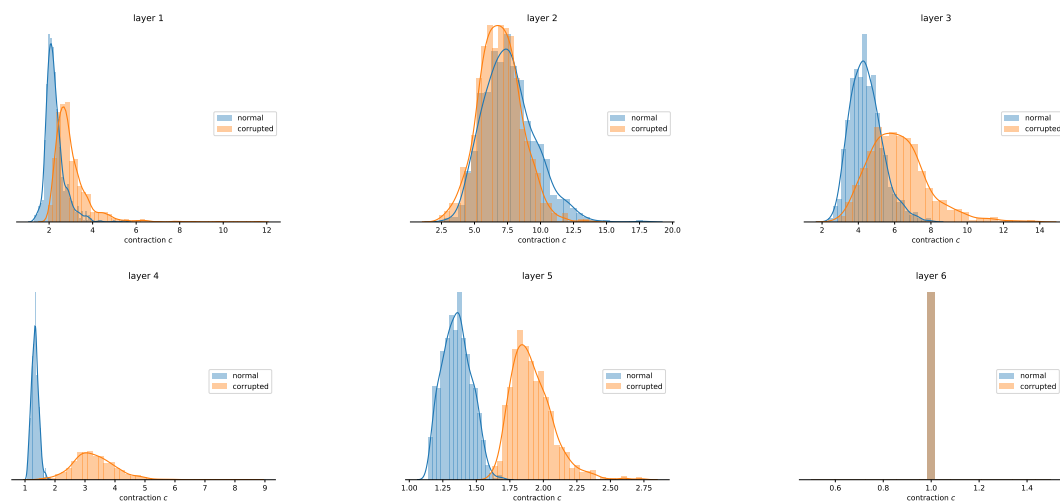 layer 1
normal
corrupted
2 4 6 8 10 12
contraction c
layer 2
normal
corrupted
2.5 5.0 7.5 10.0 12.5 15.0 17.5 20.0
contraction c
layer 3
normal
corrupted
2 4 6 8 10 12 14
contraction c
layer 4
normal
corrupted
1 2 3 4 5 6 7 8 9
contraction c
layer 5
normal
corrupted
1.00 1.25 1.50 1.75 2.00 2.25 2.50 2.75
contraction c
layer 6
normal
corrupted
0.6 0.8 1.0 1.2 1.4
contraction c